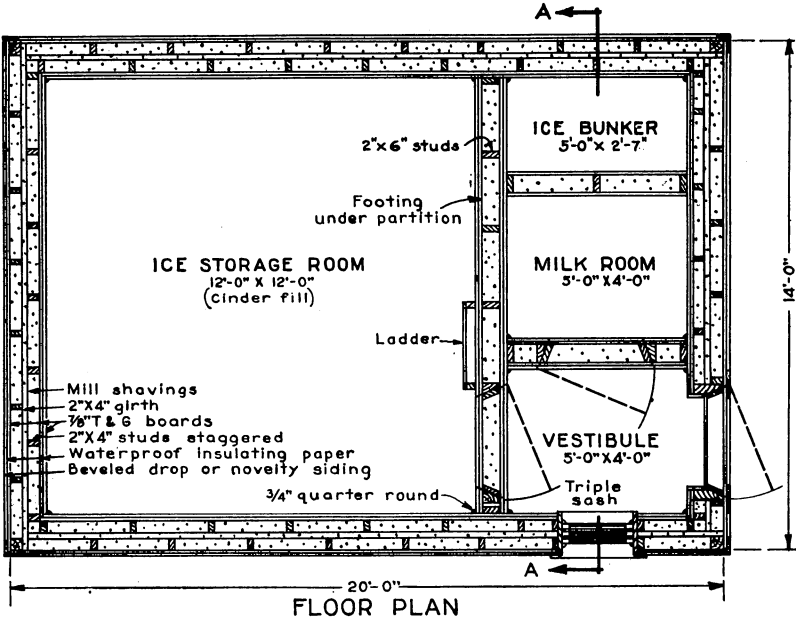 A
ICE BUNKER
5'-0" X 2'-7"
2"x6" studs
Footing
under partition
ICE STORAGE ROOM
12'-0" X 12'-0"
(Cinder fill)
MILK ROOM
5'-0" X 4'-0"
14'-0"
Ladder
Mill shavings
2"X4" girth
7/8" T & G boards
2"X4" studs staggered
Waterproof insulating paper
Beveled drop or novelty siding
3/4" quarter round
VESTIBULE
5'-0" X 4'-0"
Triple
sash
A
20'-0"
FLOOR PLAN